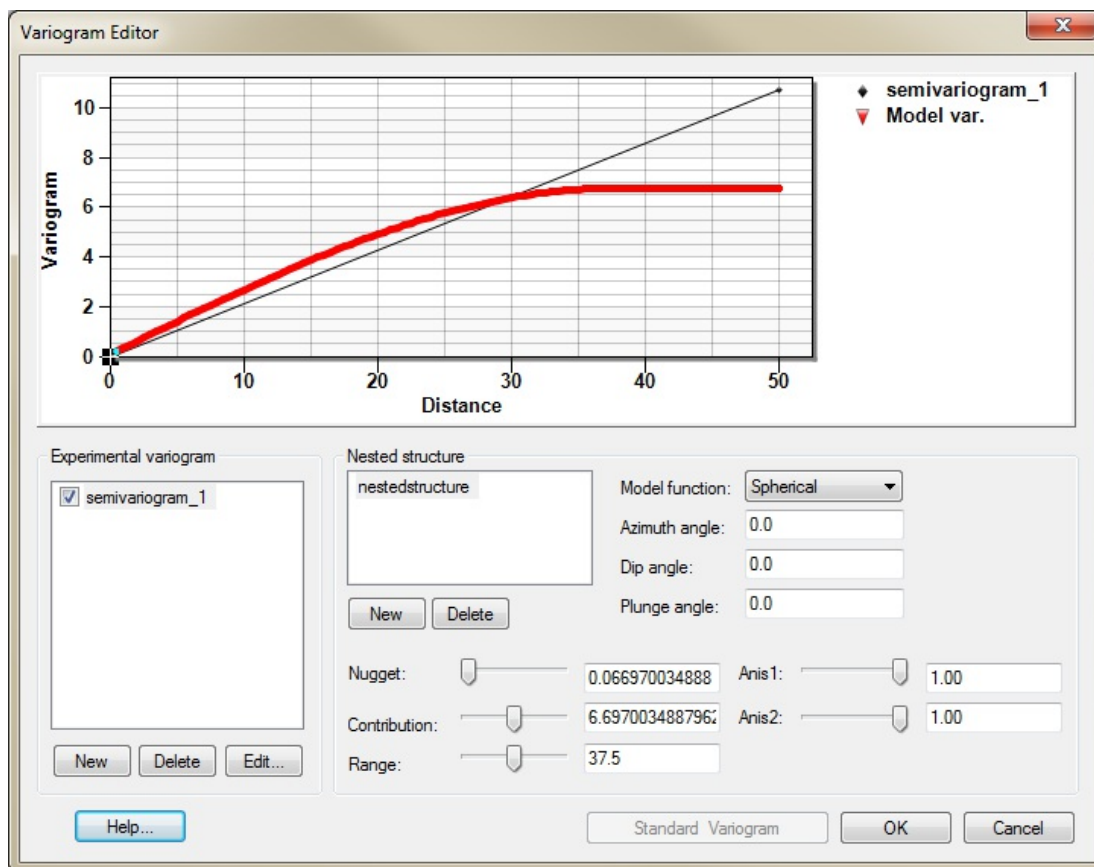 Variogram Editor
X
10
8
6
4
2
0
Variogram
0
10
20
30
40
50
Distance
semivariogram_1
Model var.
Experimental variogram
semivariogram_1
New
Delete
Edit...
Nested structure
nestedstructure
New
Delete
Model function:
Spherical
Azimuth angle:
0.0
Dip angle:
0.0
Plunge angle:
0.0
Nugget:
0.066970034888
Anis1:
1.00
Contribution:
6.6970034887962
Anis2:
1.00
Range:
37.5
Help...
Standard Variogram
OK
Cancel